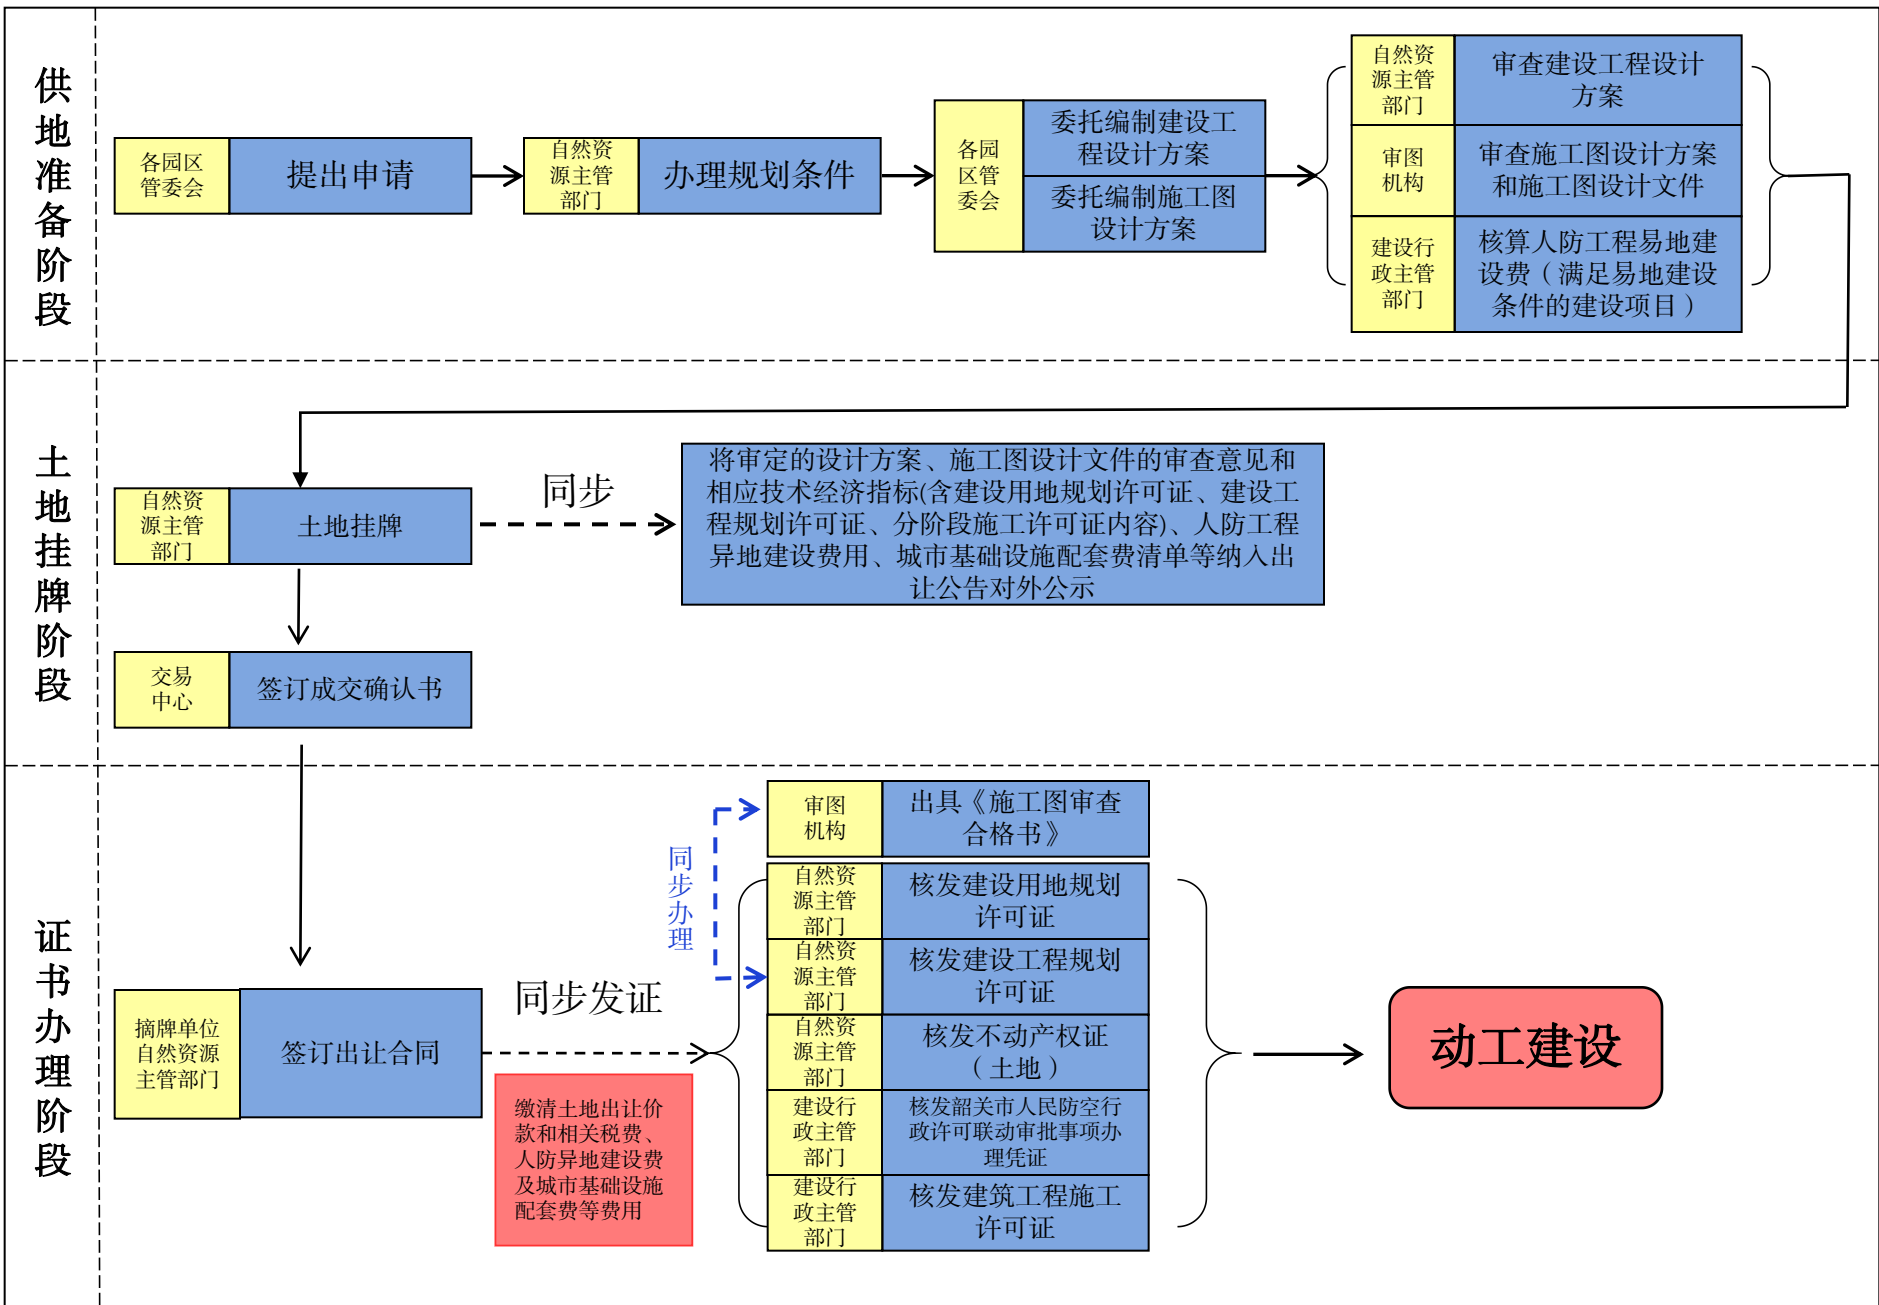 供地准备阶段
各园区
管委会
提出申请
自然资
源主管
部门
办理规划条件
各园
区管
委会
委托编制建设工
程设计方案
委托编制施工图
设计方案
自然资
源主管
部门
审查建设工程设计
方案
审图
机构
审查施工图设计方案
和施工图设计文件
建设行
政主管
部门
核算人防工程易地建
设费（满足易地建设
条件的建设项目）
土地挂牌阶段
自然资
源主管
部门
土地挂牌
同步
将审定的设计方案、施工图设计文件的审查意见和
相应技术经济指标(含建设用地规划许可证、建设工
程规划许可证、分阶段施工许可证内容)、人防工程
异地建设费用、城市基础设施配套费清单等纳入出
让公告对外公示
交易
中心
签订成交确认书
证书办理阶段
摘牌单位
自然资源
主管部门
签订出让合同
同步发证
缴清土地出让价
款和相关税费、
人防异地建设费
及城市基础设施
配套费等费用
同步办理
审图
机构
出具《施工图审查
合格书》
自然资
源主管
部门
核发建设用地规划
许可证
自然资
源主管
部门
核发建设工程规划
许可证
自然资
源主管
部门
核发不动产权证
（土地）
建设行
政主管
部门
核发韶关市人民防空行
政许可联动审批事项办
理凭证
建设行
政主管
部门
核发建筑工程施工
许可证
动工建设